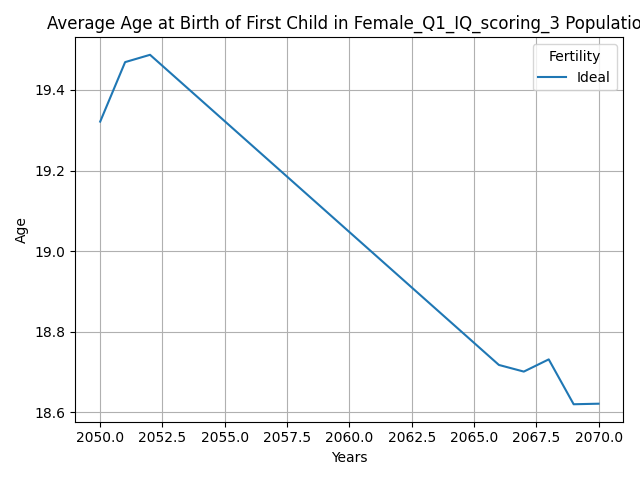 Average Age at Birth of First Child in Female_Q1_IQ_scoring_3 Populatio
Fertility
Ideal
Age
19.4
19.2
19.0
18.8
18.6
2050.0 2052.5 2055.0 2057.5 2060.0 2062.5 2065.0 2067.5 2070.0
Years